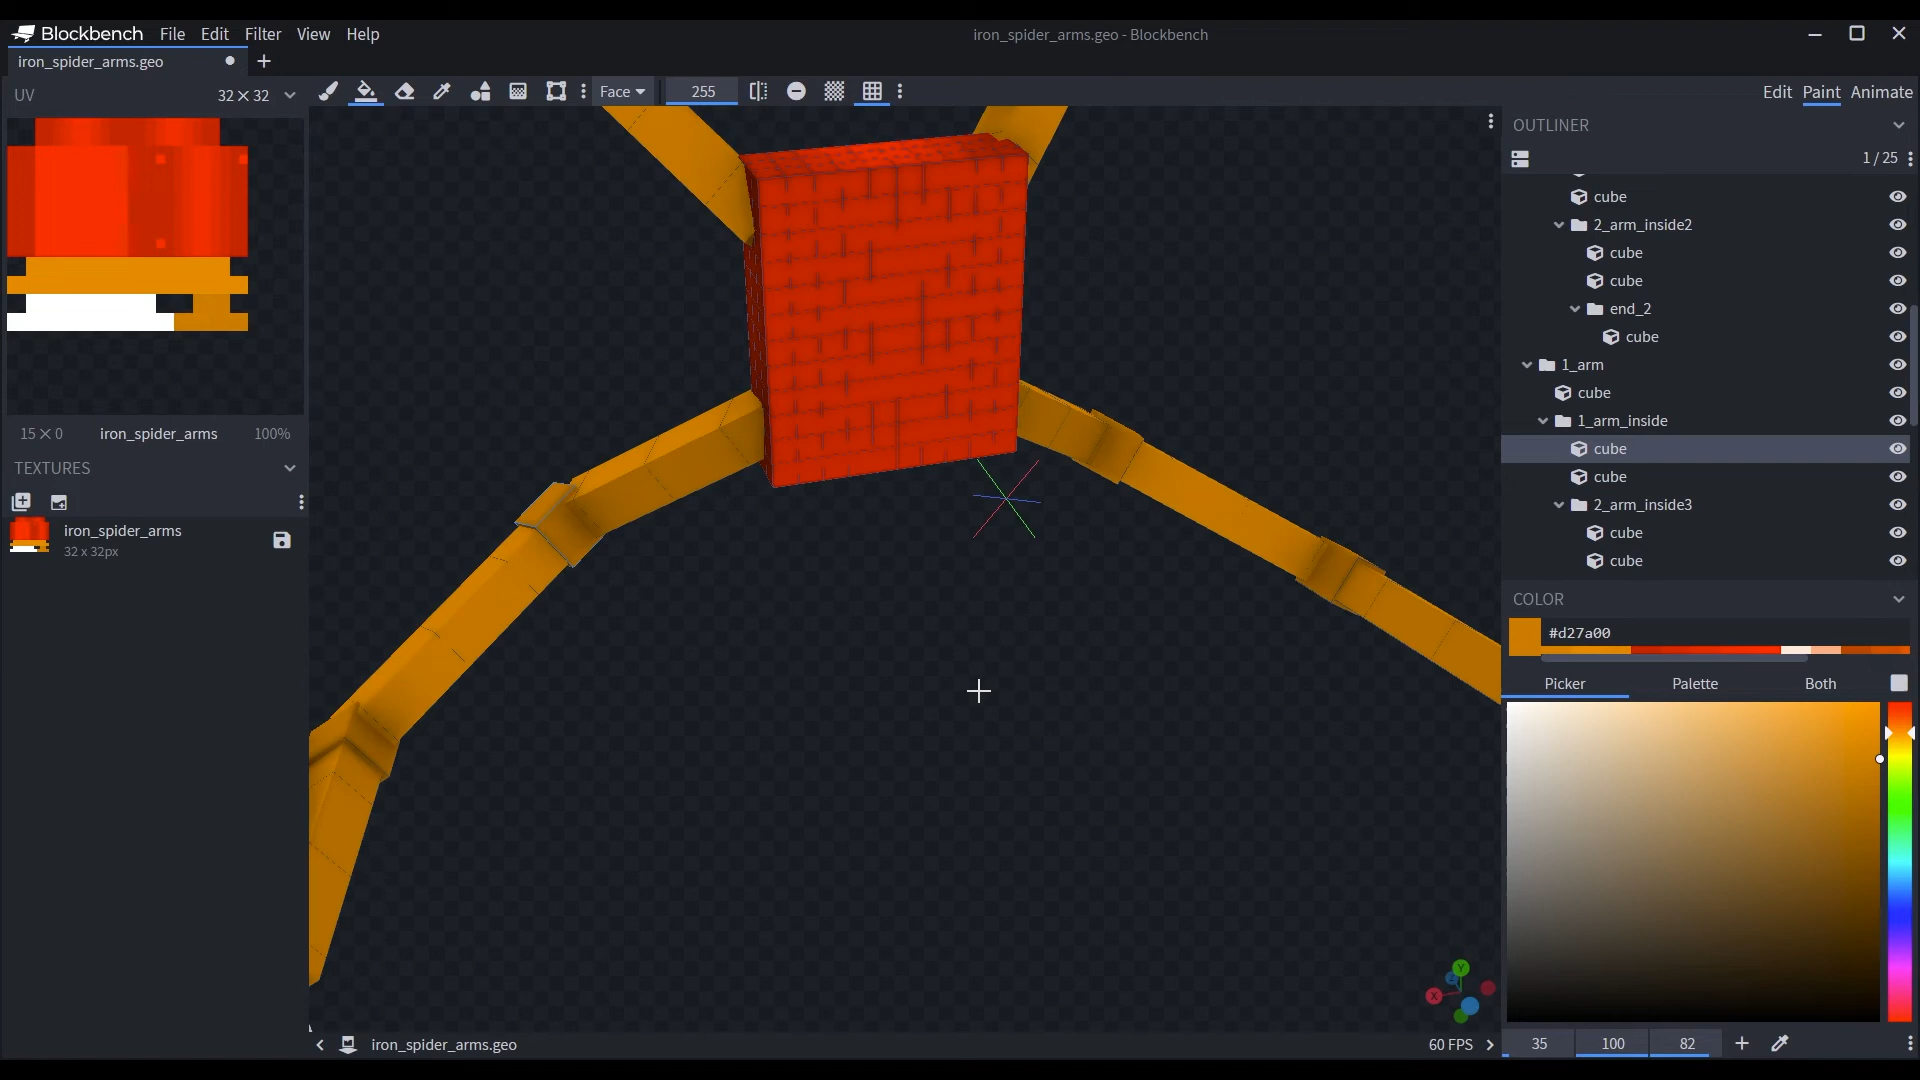 Blockbench File Edit Filter View Help
iron_spider_arms.geo - Blockbench
iron_spider_arms.geo
UV 32 × 32
Face 255
Edit Paint Animate
OUTLINER
1 / 25
cube
2_arm_inside2
cube
cube
end_2
cube
1_arm
cube
1_arm_inside
cube
cube
2_arm_inside3
cube
cube
15 × 0 iron_spider_arms 100%
TEXTURES
iron_spider_arms
32 x 32px
COLOR
#d27a00
Picker Palette Both
Y
X
iron_spider_arms.geo
60 FPS
35 100 82